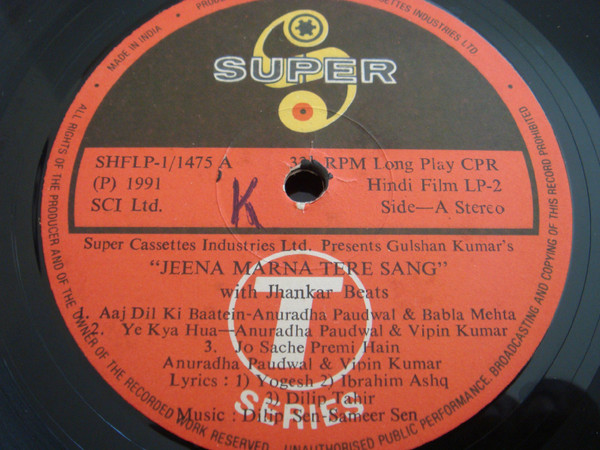 SUPER
SHFLP-1/1475 A
33⅓ RPM Long Play CPR
(P) 1991
Hindi Film LP-2
SCI Ltd.
K
Side—A Stereo
Super Cassettes Industries Ltd. Presents Gulshan Kumar's
"JEENA MARNA TERE SANG"
with Jhankar Beats
1. Aaj Dil Ki Baatein-Anuradha Paudwal & Babla Mehta
2. Ye Kya Hua—Anuradha Paudwal & Vipin Kumar
3. Jo Sache Premi Hain
Anuradha Paudwal & Vipin Kumar
Lyrics : 1) Yogesh 2) Ibrahim Ashq
3) Dilip Tahir
Music : Dilip Sen-Sameer Sen
T
SERIES
MADE IN INDIA
ALL RIGHTS OF THE PRODUCER AND OF THE OWNER OF THE RECORDED WORK RESERVED. UNAUTHORISED PUBLIC PERFORMANCE, BROADCASTING AND COPYING OF THIS RECORD PROHIBITED
CASSETTES INDUSTRIES LTD